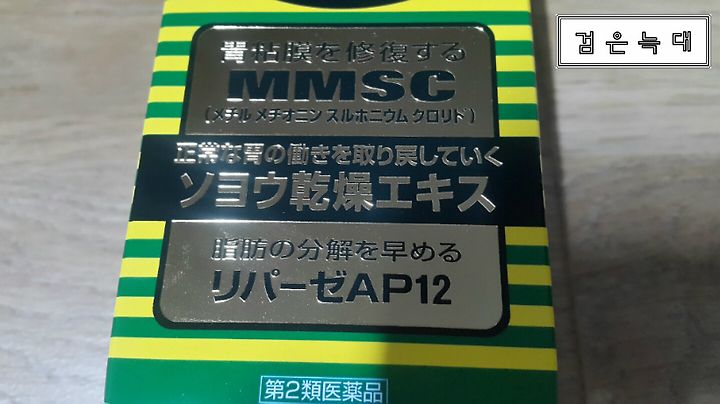 검은늑대
胃粘膜を修復する
MMSC
(メチルメチオニンスルホニウムクロリド)
正常な胃の働きを取り戻していく
ソヨウ乾燥エキス
脂肪の分解を早める
リパーゼAP12
第2類医薬品